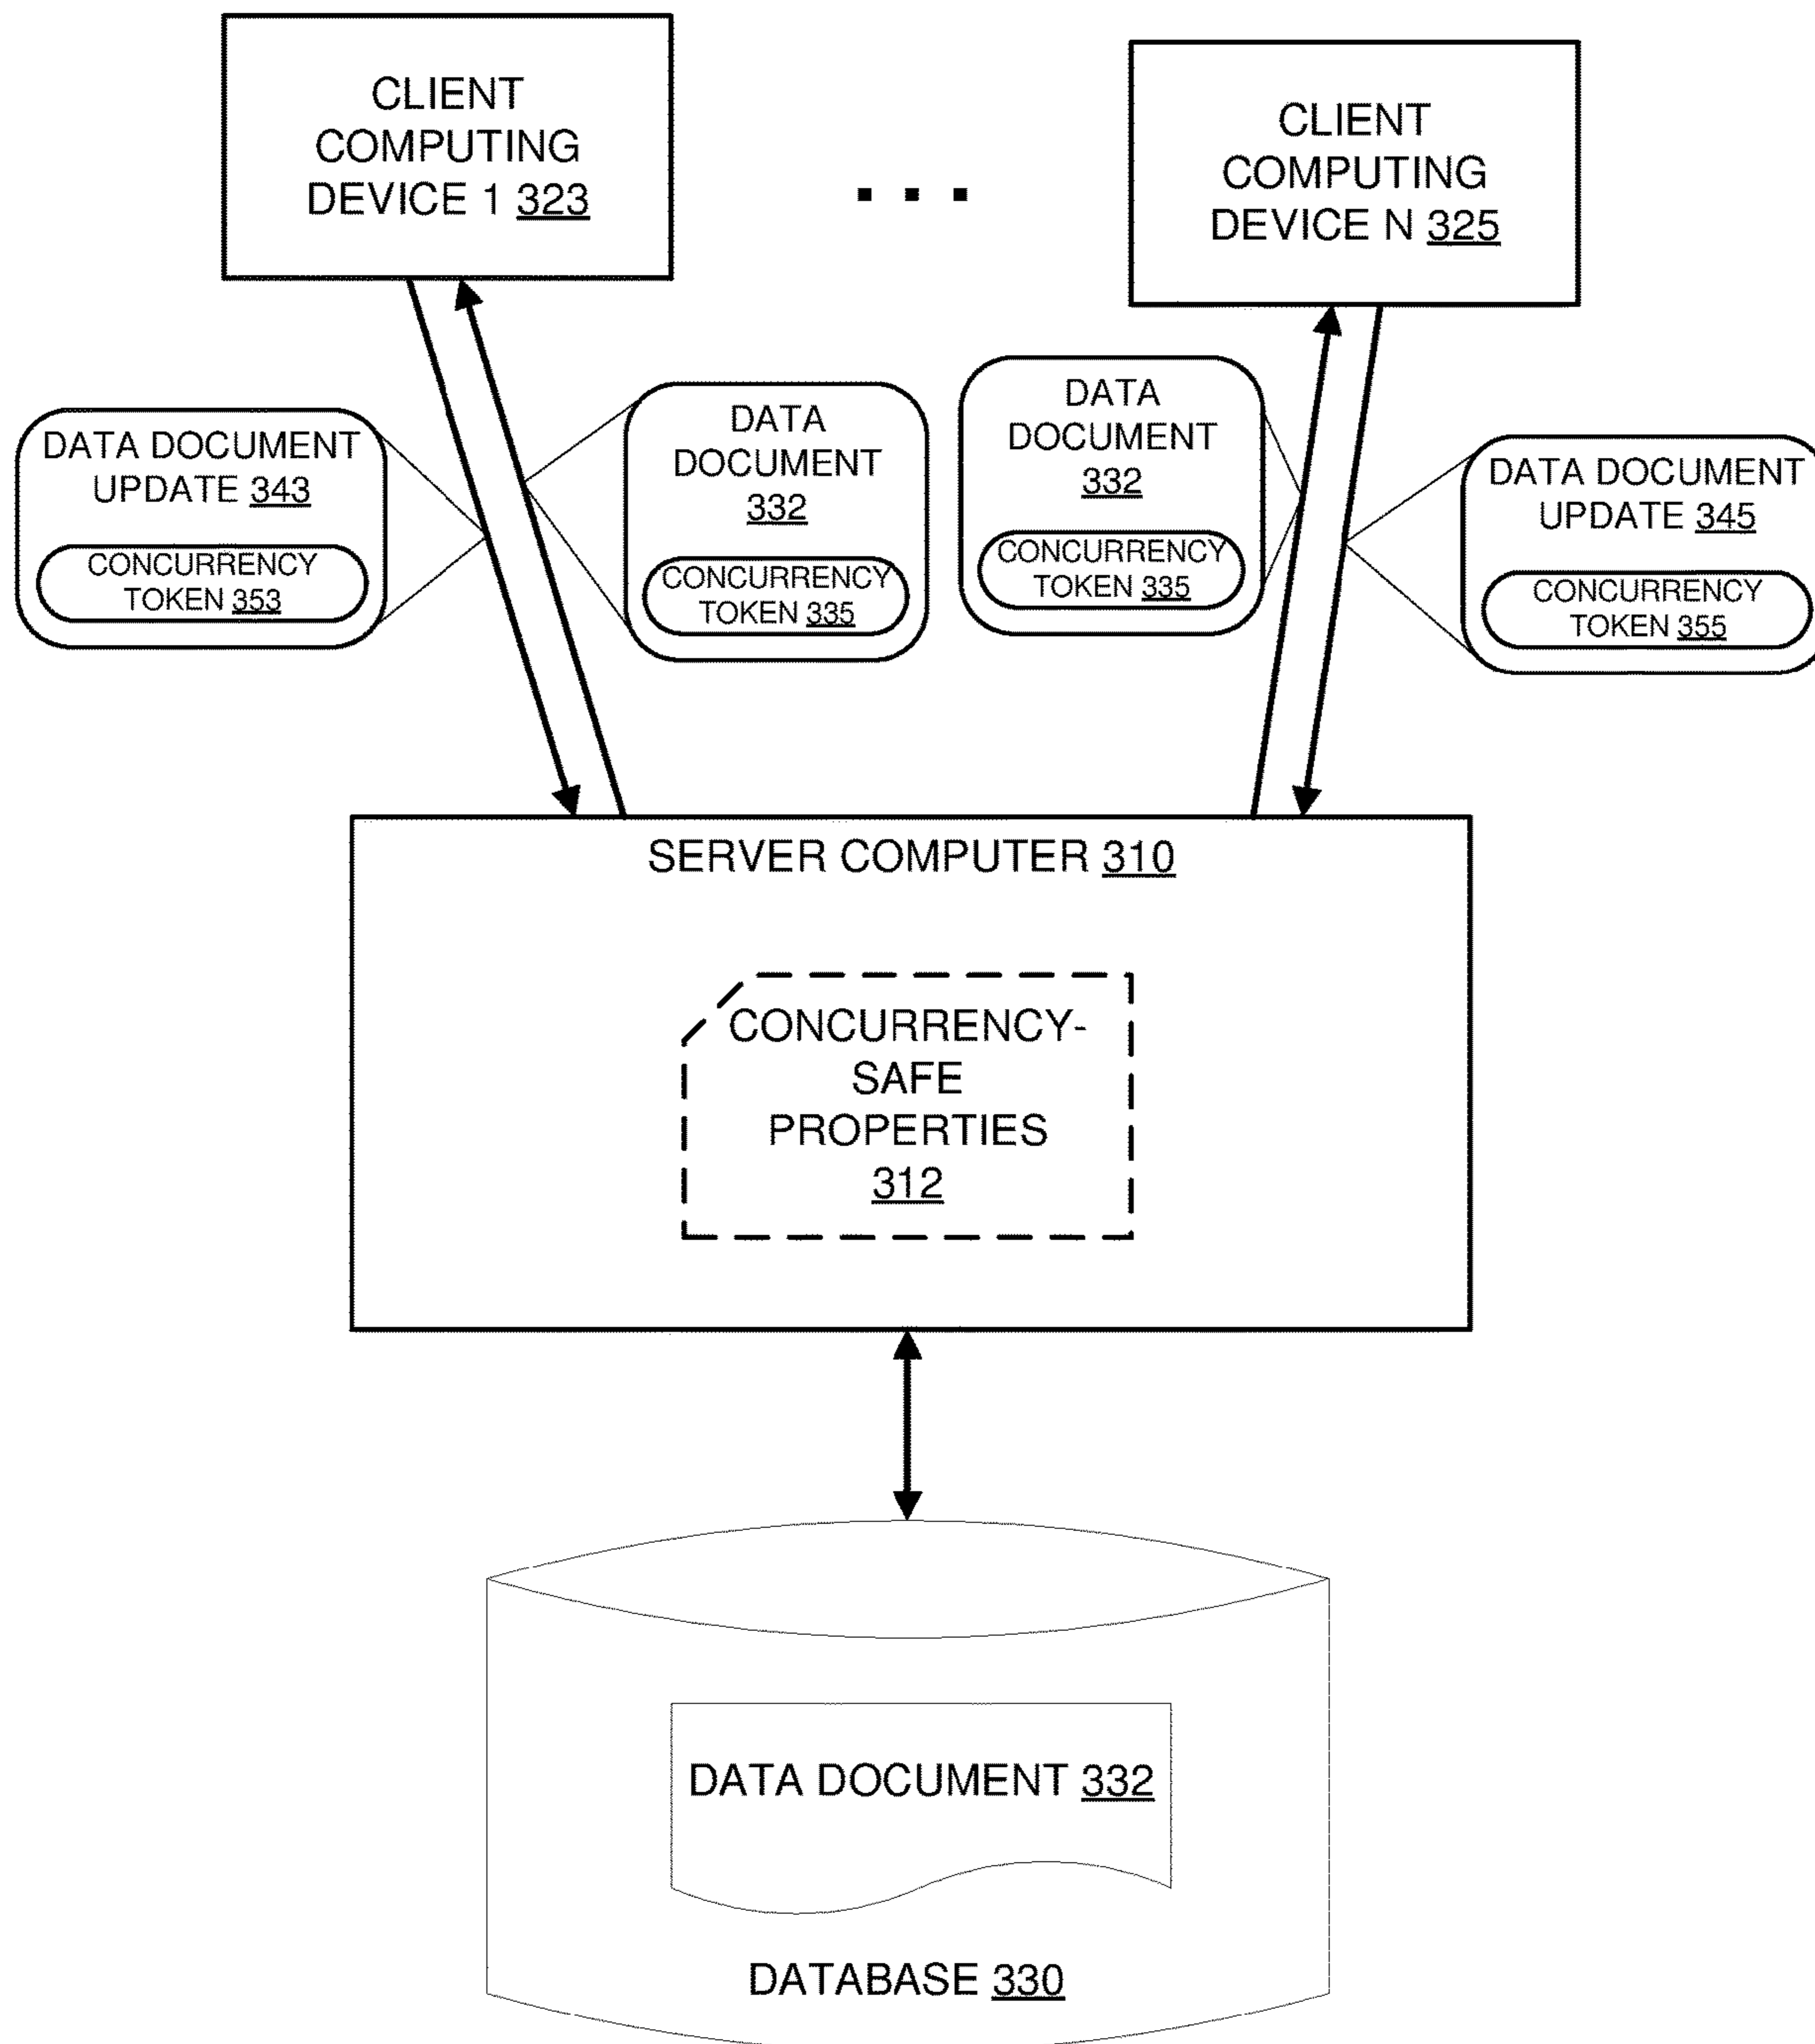 CLIENT
COMPUTING
DEVICE 1 323
. . .
CLIENT
COMPUTING
DEVICE N 325
DATA DOCUMENT
UPDATE 343
CONCURRENCY
TOKEN 353
DATA
DOCUMENT
332
CONCURRENCY
TOKEN 335
DATA
DOCUMENT
332
CONCURRENCY
TOKEN 335
DATA DOCUMENT
UPDATE 345
CONCURRENCY
TOKEN 355
SERVER COMPUTER 310
CONCURRENCY-
SAFE
PROPERTIES
312
DATA DOCUMENT 332
DATABASE 330